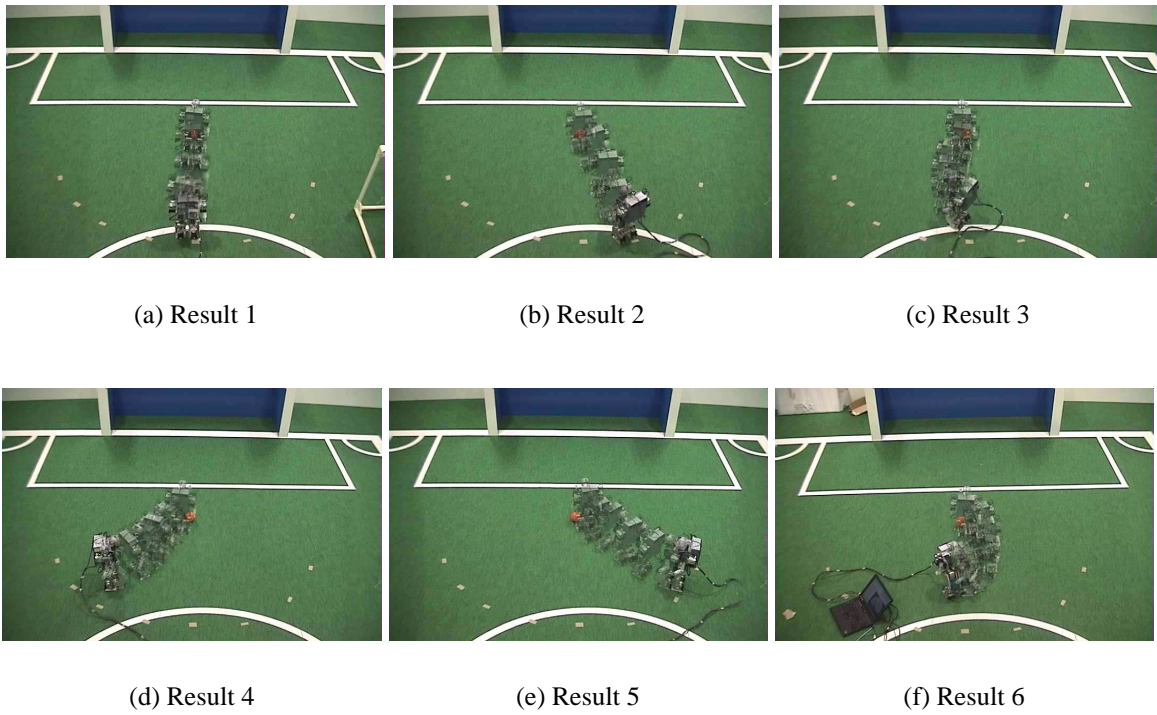 (a) Result 1
(b) Result 2
(c) Result 3
(d) Result 4
(e) Result 5
(f) Result 6